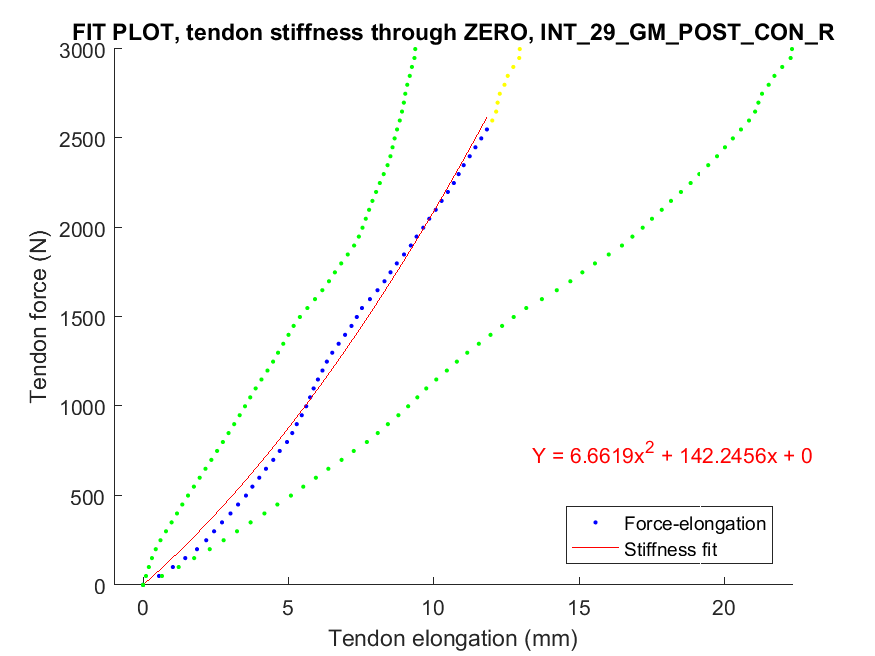 FIT PLOT, tendon stiffness through ZERO, INT_29_GM_POST_CON_R
3000
2500
2000
1500
1000
500
0
Tendon force (N)
Y = 6.6619x² + 142.2456x + 0
Force-elongation
Stiffness fit
0 5 10 15 20
Tendon elongation (mm)